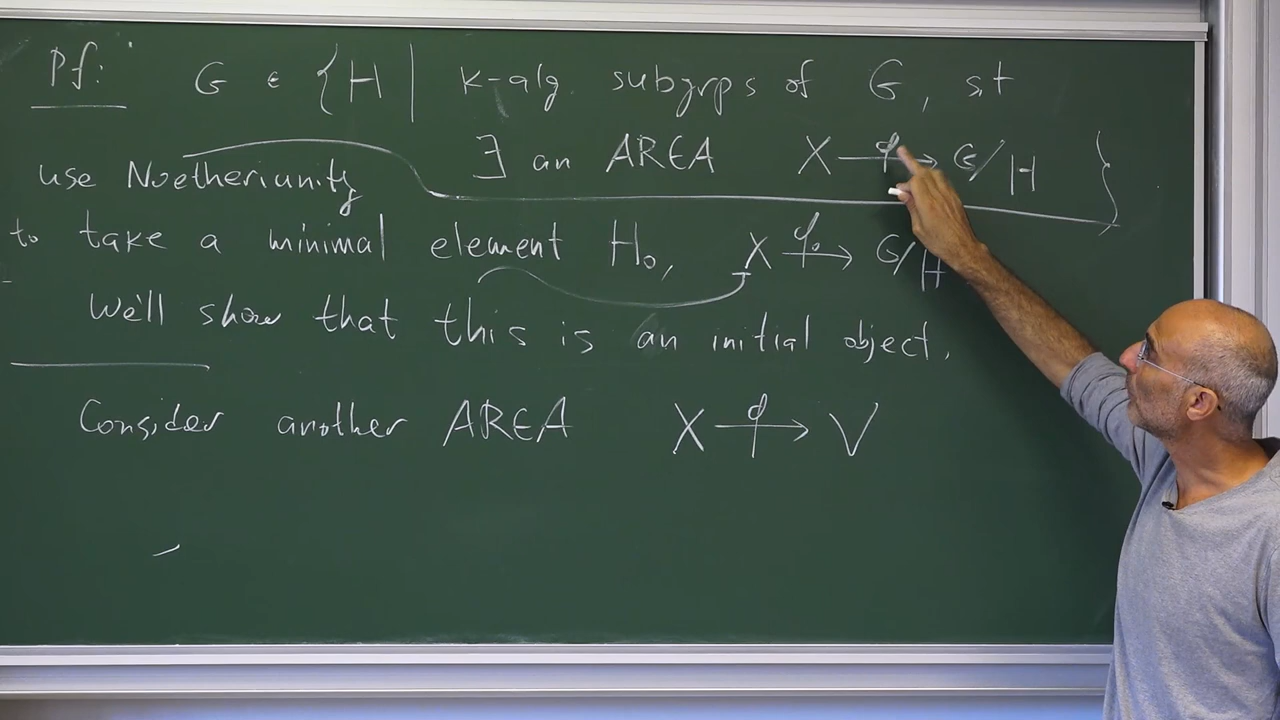 Pf: G ∈ { H | k-alg. subgrps of G, st
∃ an AREA X →φ G/H }
use Noetherianity
to take a minimal element H₀, X →φ₀ G/H
We'll show that this is an initial object.
Consider another AREA X →φ V